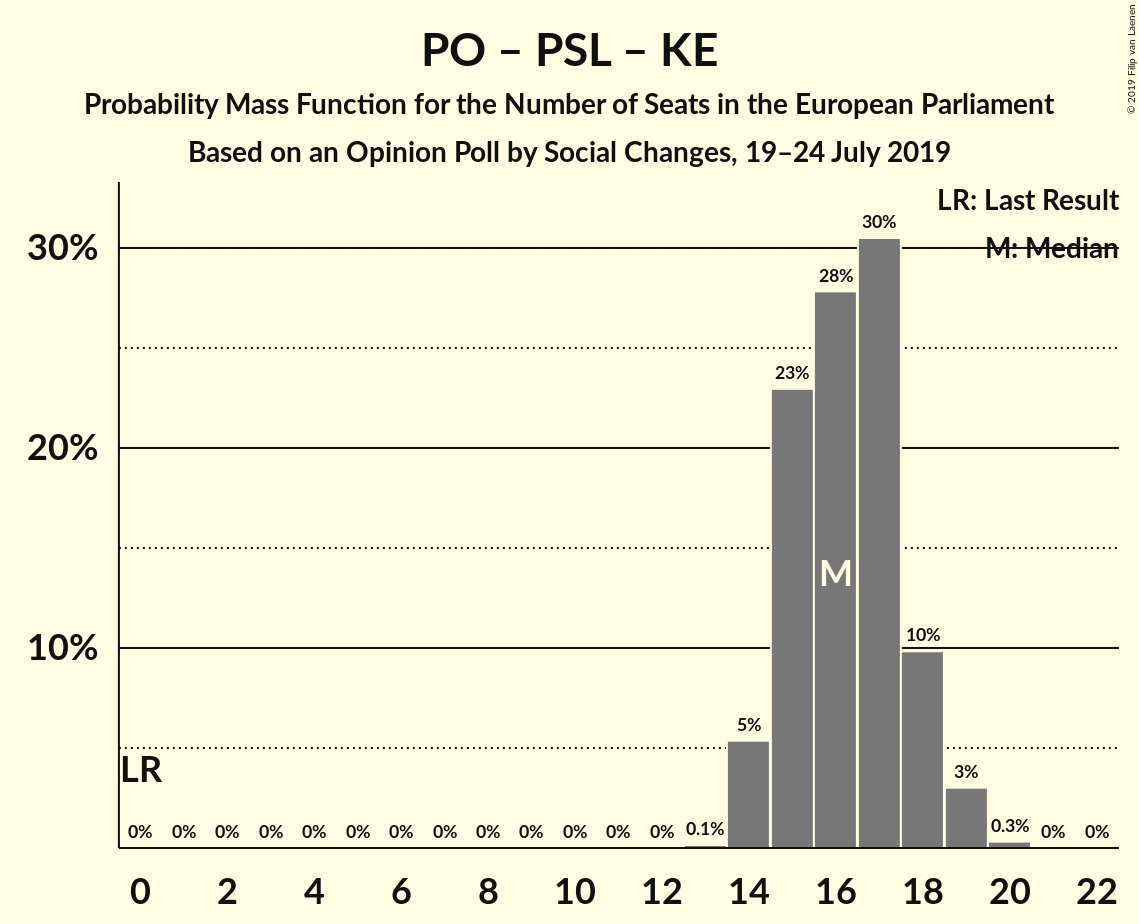 PO – PSL – KE
Probability Mass Function for the Number of Seats in the European Parliament
Based on an Opinion Poll by Social Changes, 19–24 July 2019
© 2019 Filip van Laenen
LR: Last Result
M: Median
30%
20%
10%
30%
28%
23%
M
10%
5%
3%
LR
0% 0% 0% 0% 0% 0% 0% 0% 0% 0% 0% 0% 0% 0.1% 0.3% 0% 0%
0 2 4 6 8 10 12 14 16 18 20 22